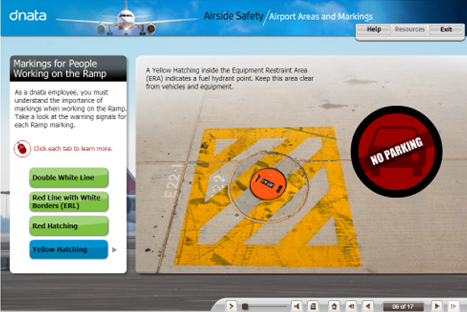 dnata
Airside Safety/Airport Areas and Markings
Help
Resources
Exit
Markings for People
Working on the Ramp
As a dnata employee, you must
understand the importance of
markings when working on the Ramp.
Take a look at the warning signals for
each Ramp marking.
Click each tab to learn more.
Double White Line
Red Line with White
Borders (ERL)
Red Hatching
Yellow Hatching
A Yellow Hatching inside the Equipment Restraint Area
(ERA) indicates a fuel hydrant point. Keep this area clear
from vehicles and equipment.
NO PARKING
06 of 17